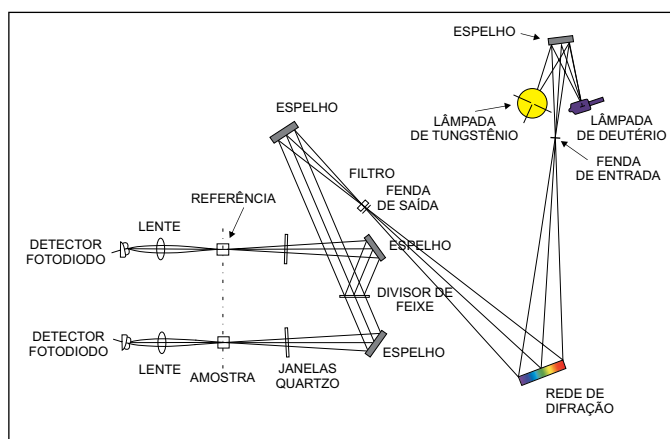 ESPELHO
LÂMPADA
DE TUNGSTÊNIO
LÂMPADA
DE DEUTÉRIO
FENDA
DE ENTRADA
ESPELHO
FILTRO
FENDA
DE SAÍDA
REFERÊNCIA
LENTE
DETECTOR
FOTODIODO
ESPELHO
DIVISOR DE
FEIXE
DETECTOR
FOTODIODO
LENTE
AMOSTRA
JANELAS
QUARTZO
ESPELHO
REDE DE
DIFRAÇÃO